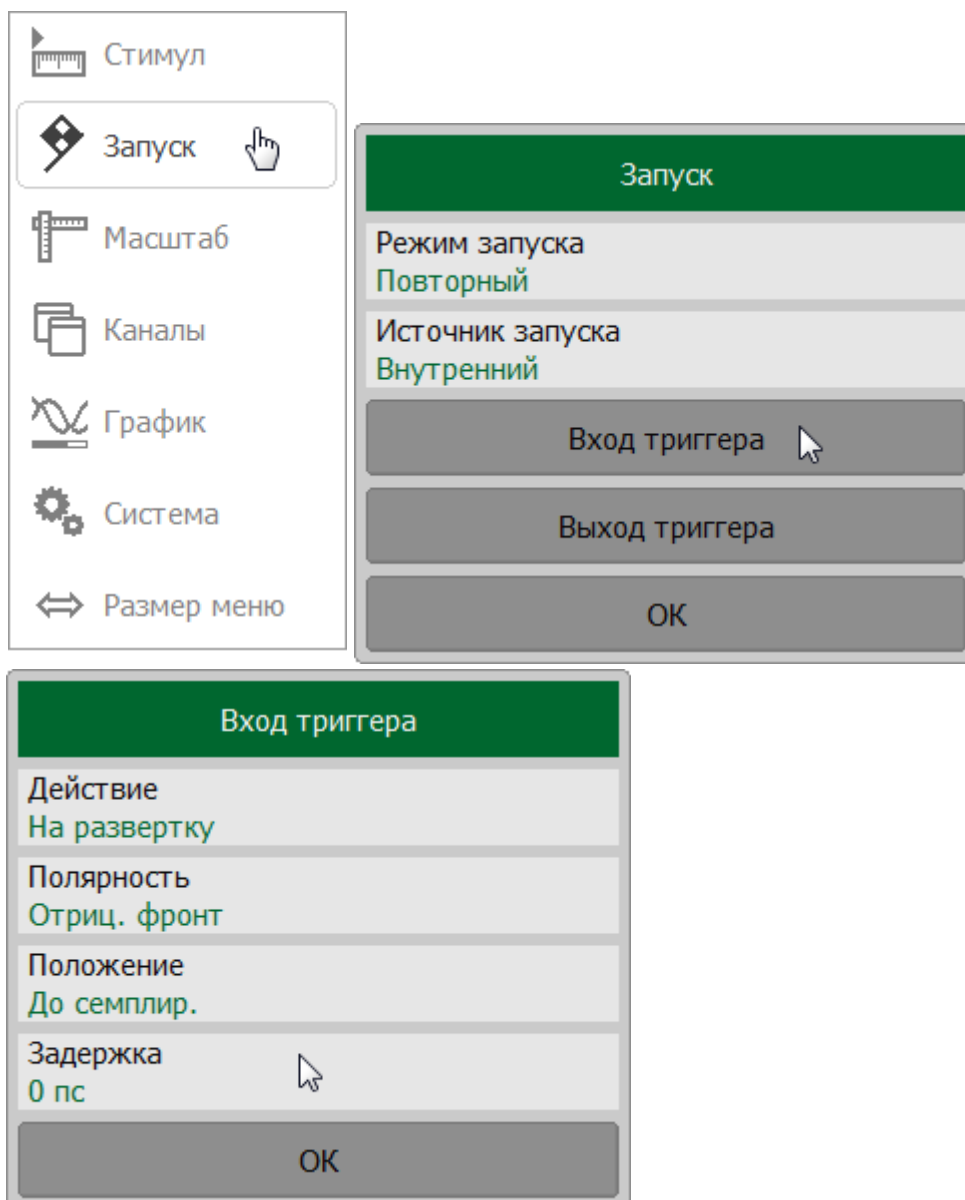 Стимул
Запуск
Масштаб
Каналы
График
Система
Размер меню
Запуск
Режим запуска
Повторный
Источник запуска
Внутренний
Вход триггера
Выход триггера
ОК
Вход триггера
Действие
На развертку
Полярность
Отриц. фронт
Положение
До семплир.
Задержка
0 пс
ОК